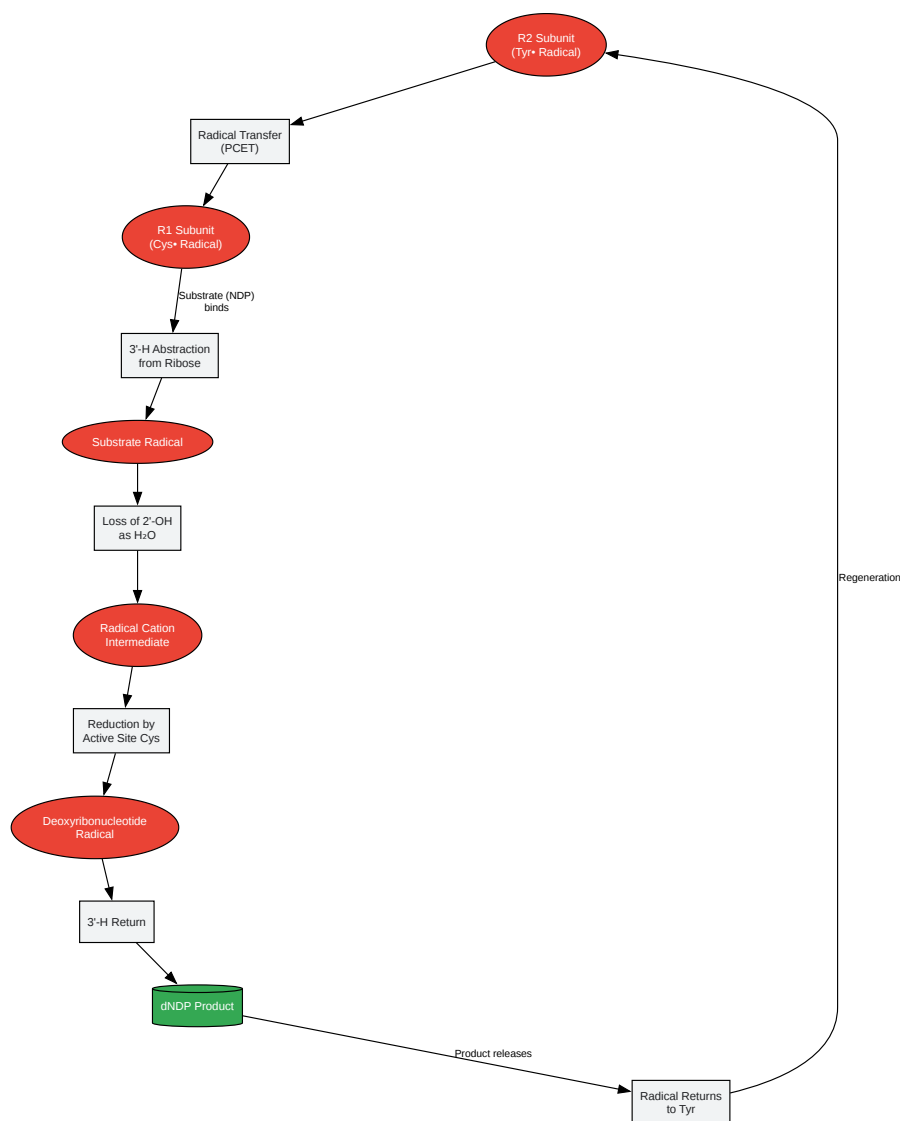 R2 Subunit
(Tyr• Radical)
Radical Transfer
(PCET)
R1 Subunit
(Cys• Radical)
Substrate (NDP)
binds
3'-H Abstraction
from Ribose
Substrate Radical
Loss of 2'-OH
as H₂O
Regeneration
Radical Cation
Intermediate
Reduction by
Active Site Cys
Deoxyribonucleotide
Radical
3'-H Return
dNDP Product
Product releases
Radical Returns
to Tyr